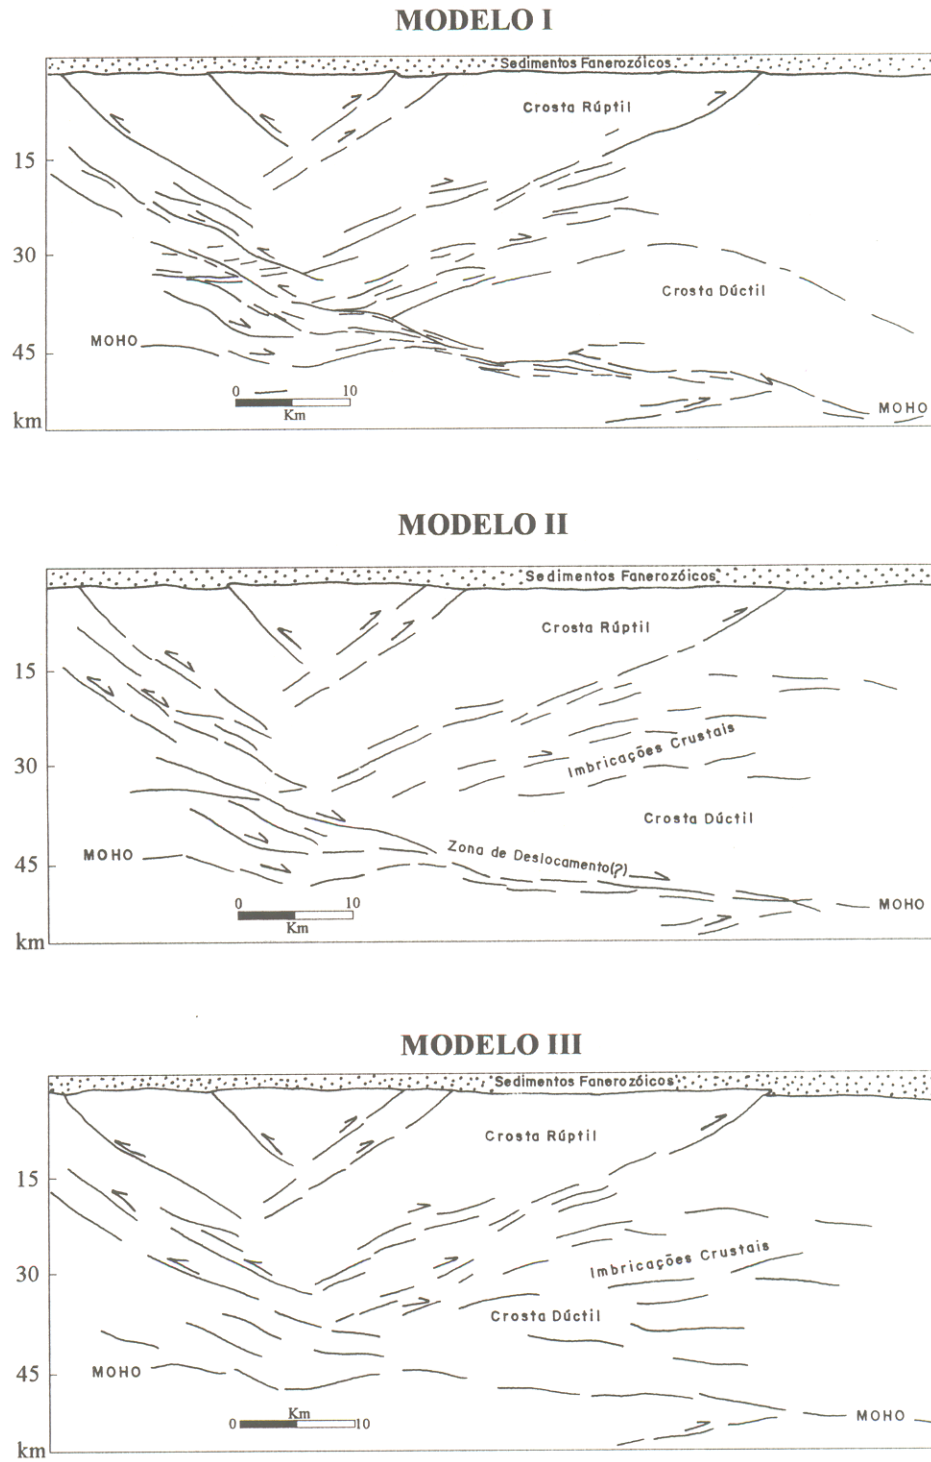 MODELO I
Sedimentos Fanerozóicos
Crosta Rúptil
15
30
Crosta Dúctil
MOHO
45
0 10
Km
MOHO
km
MODELO II
Sedimentos Fanerozóicos
Crosta Rúptil
15
Imbricações Crustais
30
Crosta Dúctil
Zona de Deslocamento(?)
MOHO
45
0 10
Km
MOHO
km
MODELO III
Sedimentos Fanerozóicos
Crosta Rúptil
15
Imbricações Crustais
30
Crosta Dúctil
MOHO
45
Km
0 10
MOHO
km